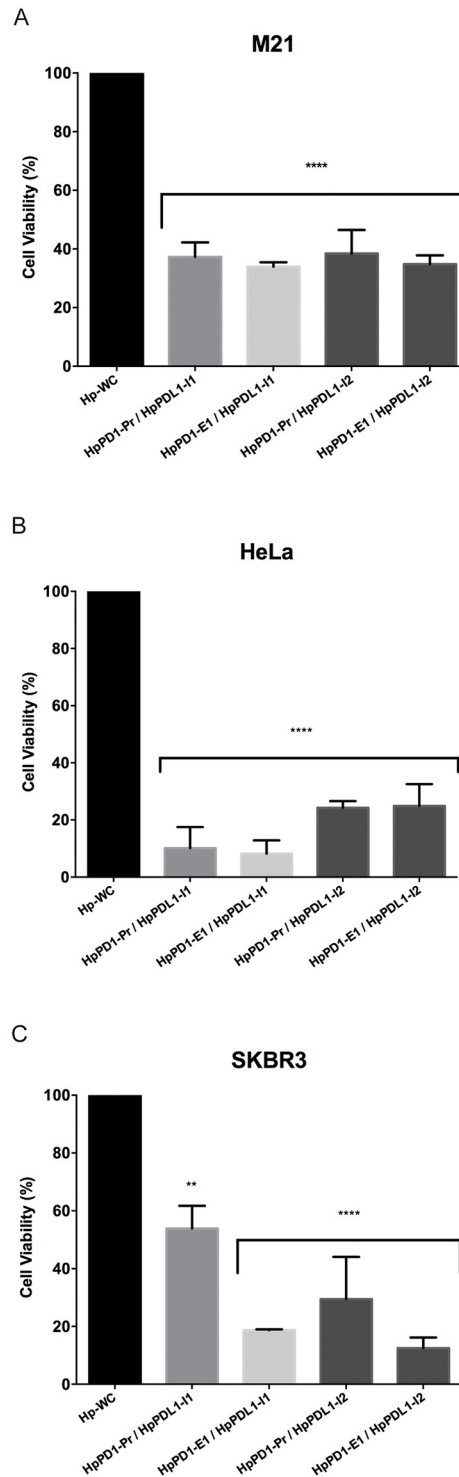 A
M21
Cell Viability (%)
100
80
60
40
20
0
****
Hp-WC
HpPD1-Pr / HpPDL1-I1
HpPD1-E1 / HpPDL1-I1
HpPD1-Pr / HpPDL1-I2
HpPD1-E1 / HpPDL1-I2
B
HeLa
Cell Viability (%)
100
80
60
40
20
0
****
Hp-WC
HpPD1-Pr / HpPDL1-I1
HpPD1-E1 / HpPDL1-I1
HpPD1-Pr / HpPDL1-I2
HpPD1-E1 / HpPDL1-I2
C
SKBR3
Cell Viability (%)
100
80
60
40
20
0
**
****
Hp-WC
HpPD1-Pr / HpPDL1-I1
HpPD1-E1 / HpPDL1-I1
HpPD1-Pr / HpPDL1-I2
HpPD1-E1 / HpPDL1-I2